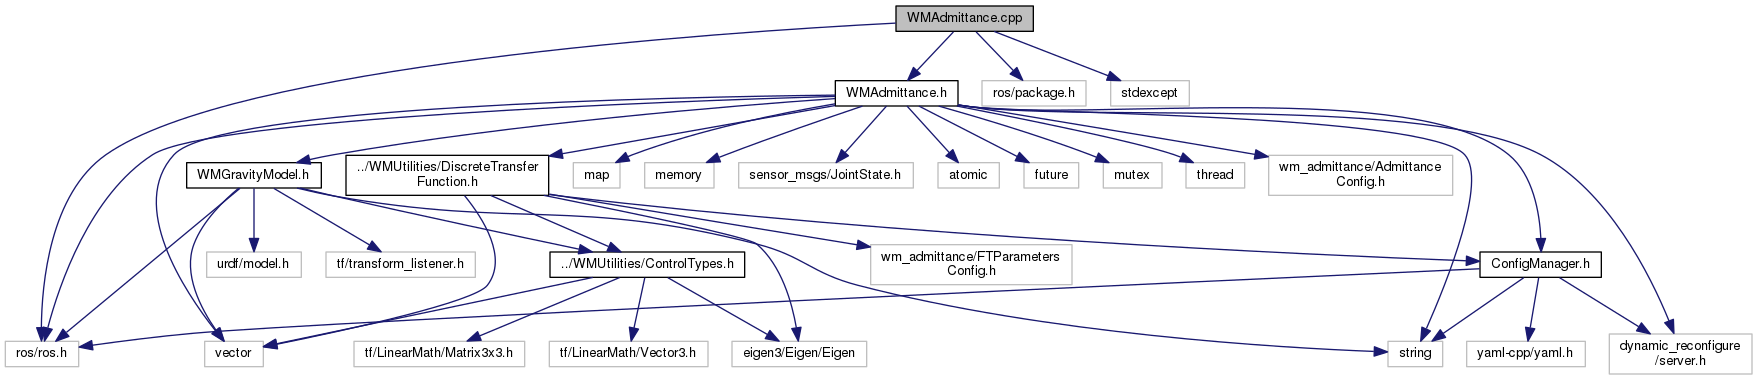 WMAdmittance.cpp
WMAdmittance.h
ros/package.h
stdexcept
WMGravityModel.h
../WMUtilities/DiscreteTransfer
Function.h
map
memory
sensor_msgs/JointState.h
atomic
future
mutex
thread
wm_admittance/Admittance
Config.h
urdf/model.h
tf/transform_listener.h
../WMUtilities/ControlTypes.h
wm_admittance/FTParameters
Config.h
ConfigManager.h
ros/ros.h
vector
tf/LinearMath/Matrix3x3.h
tf/LinearMath/Vector3.h
eigen3/Eigen/Eigen
string
yaml-cpp/yaml.h
dynamic_reconfigure
/server.h